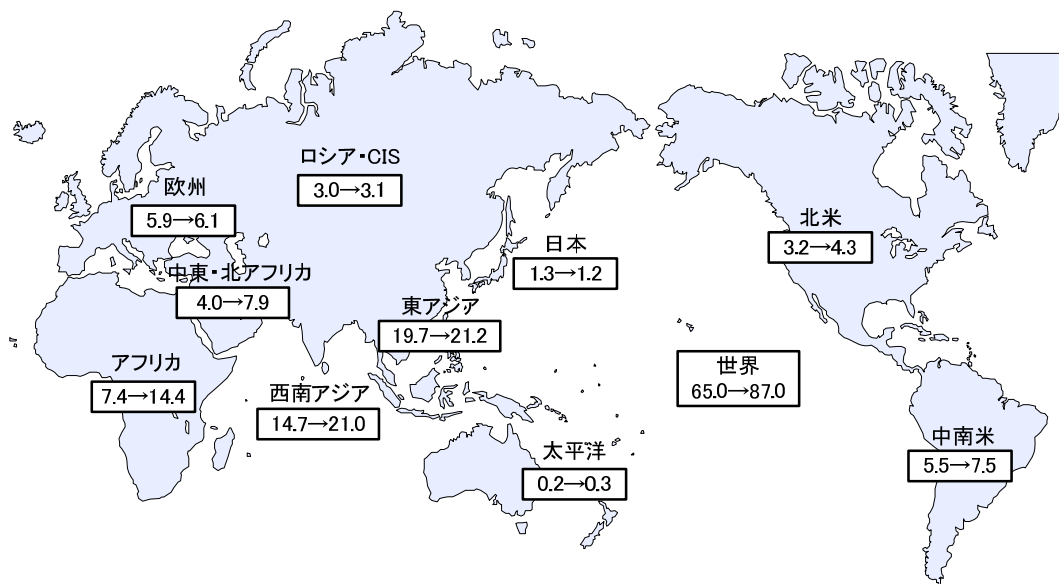 ロシア・CIS
3.0→3.1
欧州
5.9→6.1
北米
3.2→4.3
日本
1.3→1.2
中東・北アフリカ
4.0→7.9
東アジア
19.7→21.2
アフリカ
7.4→14.4
西南アジア
14.7→21.0
世界
65.0→87.0
太平洋
0.2→0.3
中南米
5.5→7.5